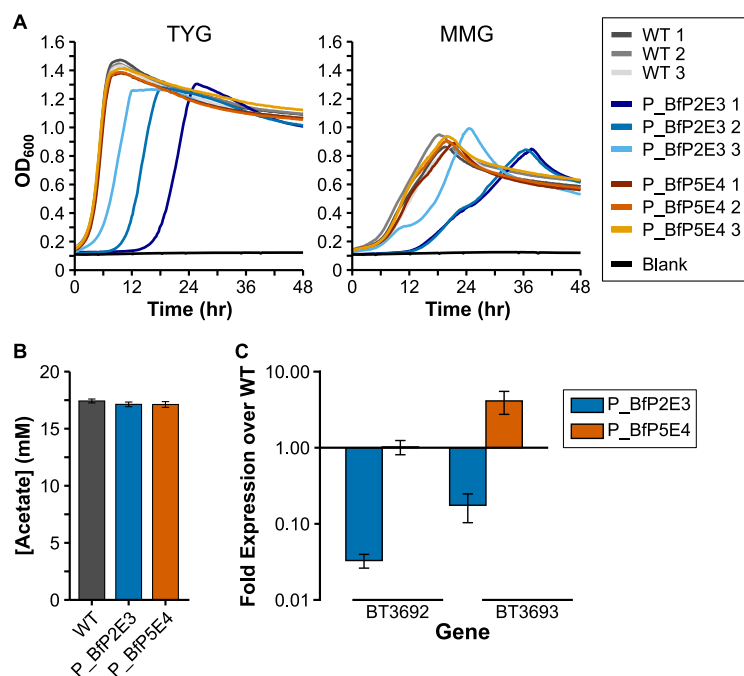 A
TYG
MMG
OD600
1.6
1.4
1.2
1.0
0.8
0.6
0.4
0.2
0
0 12 24 36 48
Time (hr)
1.6
1.4
1.2
1.0
0.8
0.6
0.4
0.2
0
0 12 24 36 48
Time (hr)
WT 1
WT 2
WT 3
P_BfP2E3 1
P_BfP2E3 2
P_BfP2E3 3
P_BfP5E4 1
P_BfP5E4 2
P_BfP5E4 3
Blank
B
[Acetate] (mM)
20
15
10
5
0
WT
P_BfP2E3
P_BfP5E4
C
Fold Expression over WT
10.00
1.00
0.10
0.01
BT3692
BT3693
Gene
P_BfP2E3
P_BfP5E4